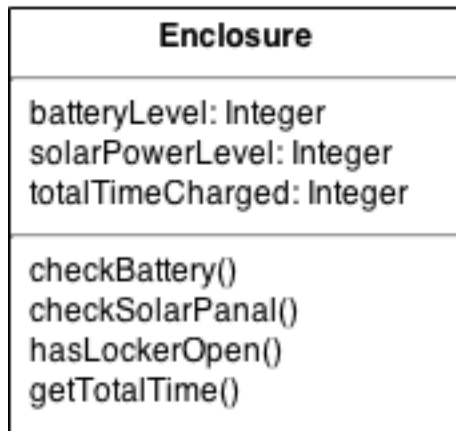 Enclosure
batteryLevel: Integer
solarPowerLevel: Integer
totalTimeCharged: Integer
checkBattery()
checkSolarPanal()
hasLockerOpen()
getTotalTime()